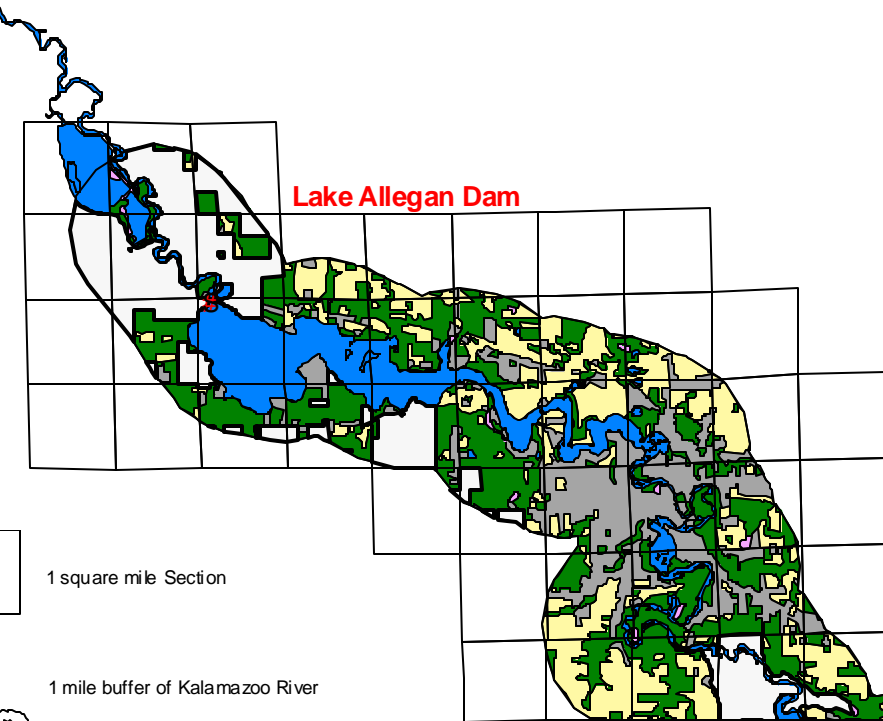 Lake Allegan Dam
1 square mile Section
1 mile buffer of Kalamazoo River